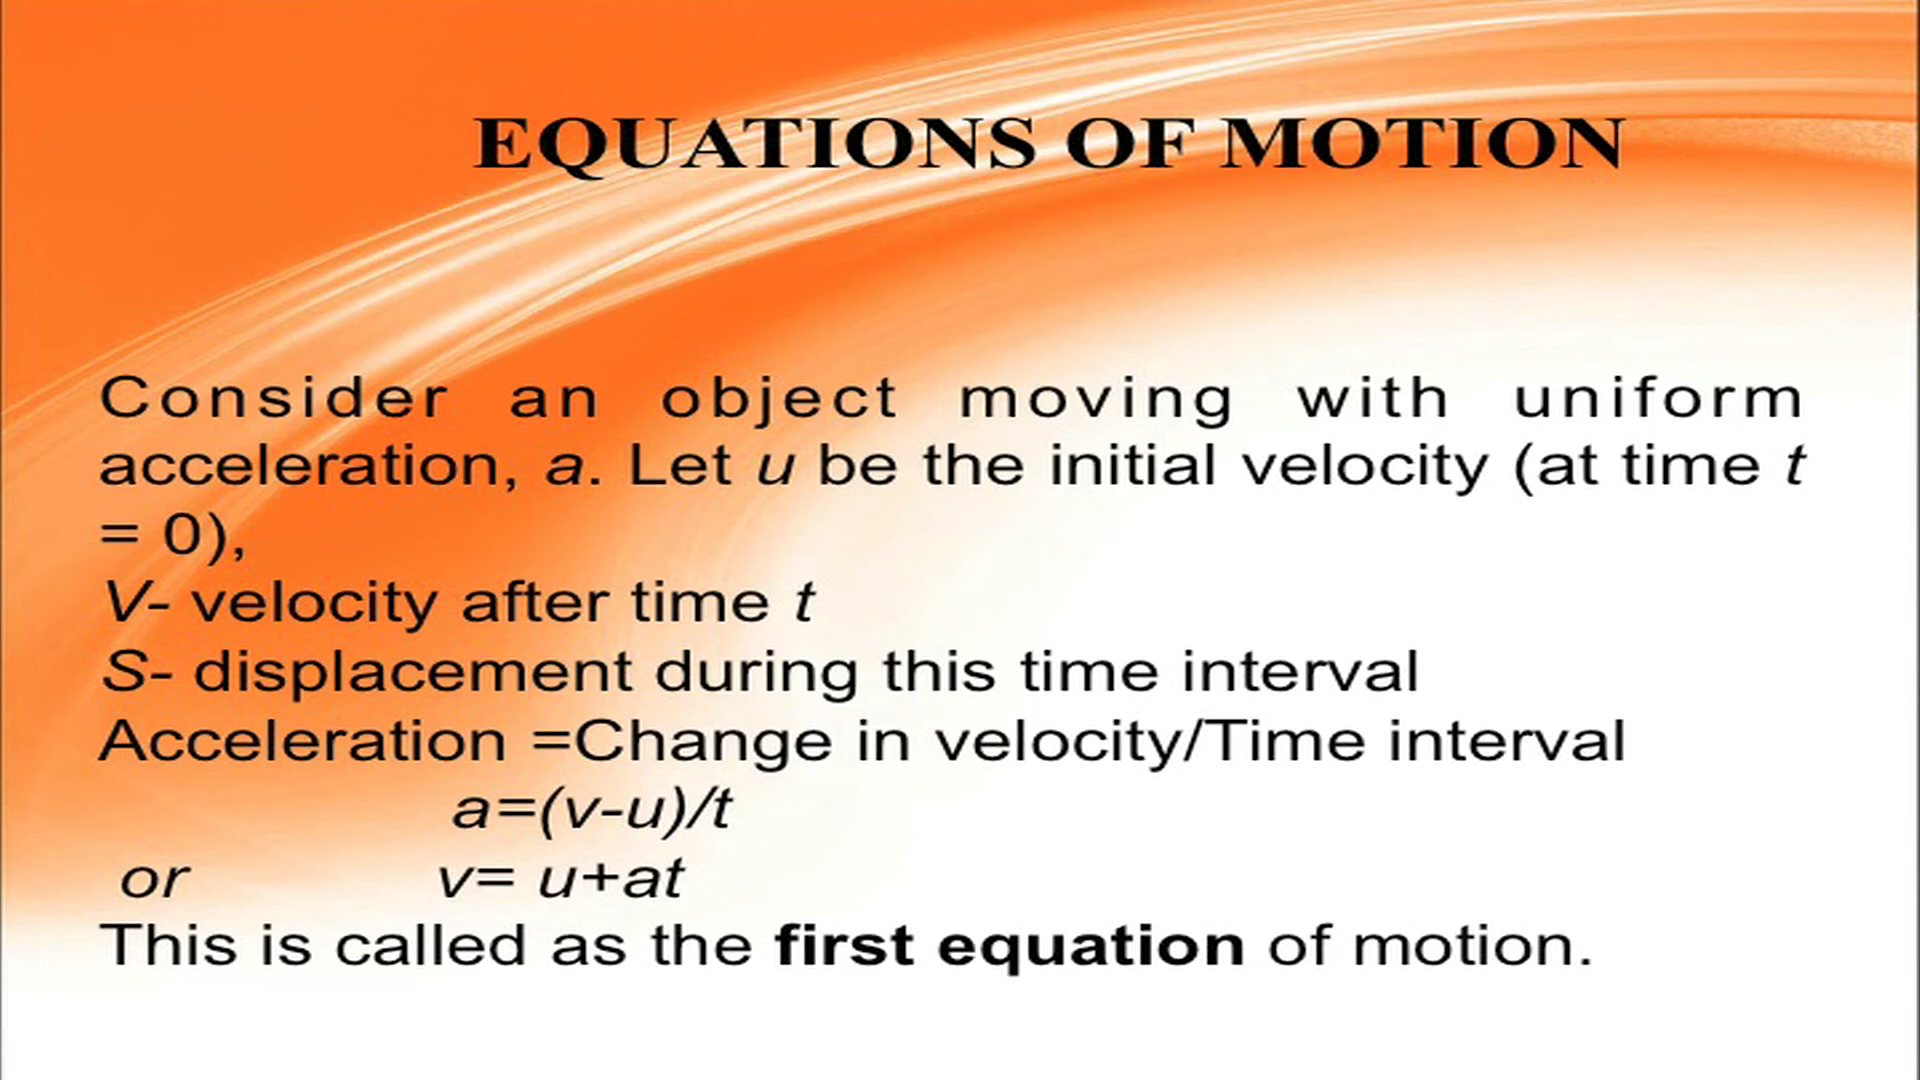 EQUATIONS OF MOTION
Consider an object moving with uniform
acceleration, a. Let u be the initial velocity (at time t
= 0),
V- velocity after time t
S- displacement during this time interval
Acceleration =Change in velocity/Time interval
a=(v-u)/t
or v= u+at
This is called as the first equation of motion.